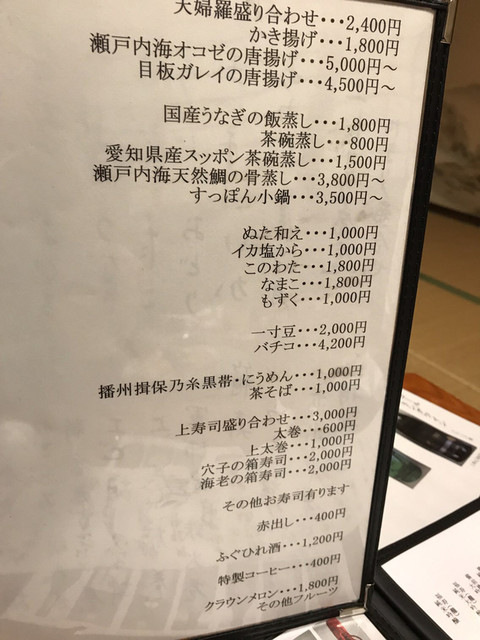 天婦羅盛り合わせ・・・2,400円
かき揚げ・・・1,800円
瀬戸内海オコゼの唐揚げ・・・5,000円～
目板ガレイの唐揚げ・・・4,500円～
国産うなぎの飯蒸し・・・1,800円
茶碗蒸し・・・800円
愛知県産スッポン茶碗蒸し・・・1,500円
瀬戸内海天然鯛の骨蒸し・・・3,800円～
すっぽん小鍋・・・3,500円～
ぬた和え・・・1,000円
イカ塩から・・・1,000円
このわた・・・1,800円
なまこ・・・1,800円
もずく・・・1,000円
一寸豆・・・2,000円
バチコ・・・4,200円
播州揖保乃糸黒帯・にうめん・・・1,000円
茶そば・・・1,000円
上寿司盛り合わせ・・・3,000円
太巻・・・600円
上太巻・・・1,000円
穴子の箱寿司・・・2,000円
海老の箱寿司・・・2,000円
その他お寿司有ります
赤出し・・・400円
ふぐひれ酒・・・1,200円
特製コーヒー・・・400円
クラウンメロン・・・1,800円
その他フルーツ